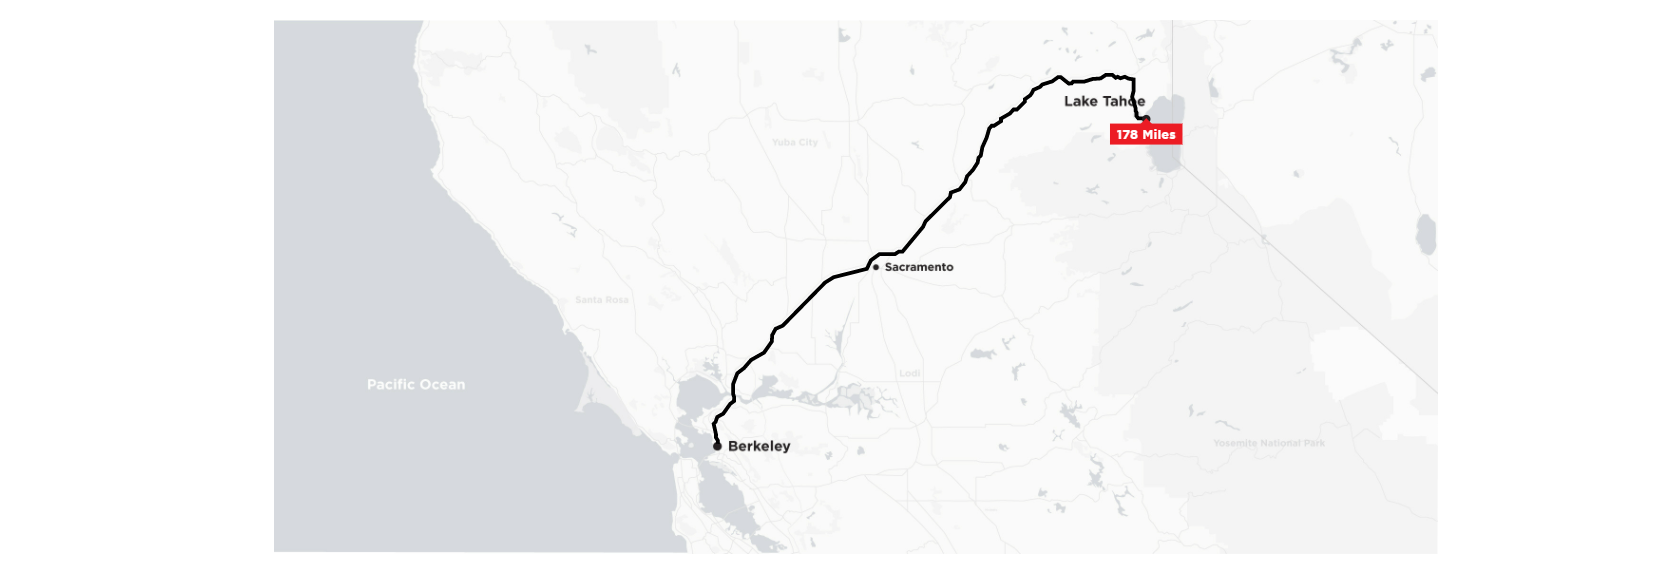 Lake Tahoe
178 Miles
Yuba City
Sacramento
Santa Rosa
Lodi
Pacific Ocean
Yosemite National Park
Berkeley